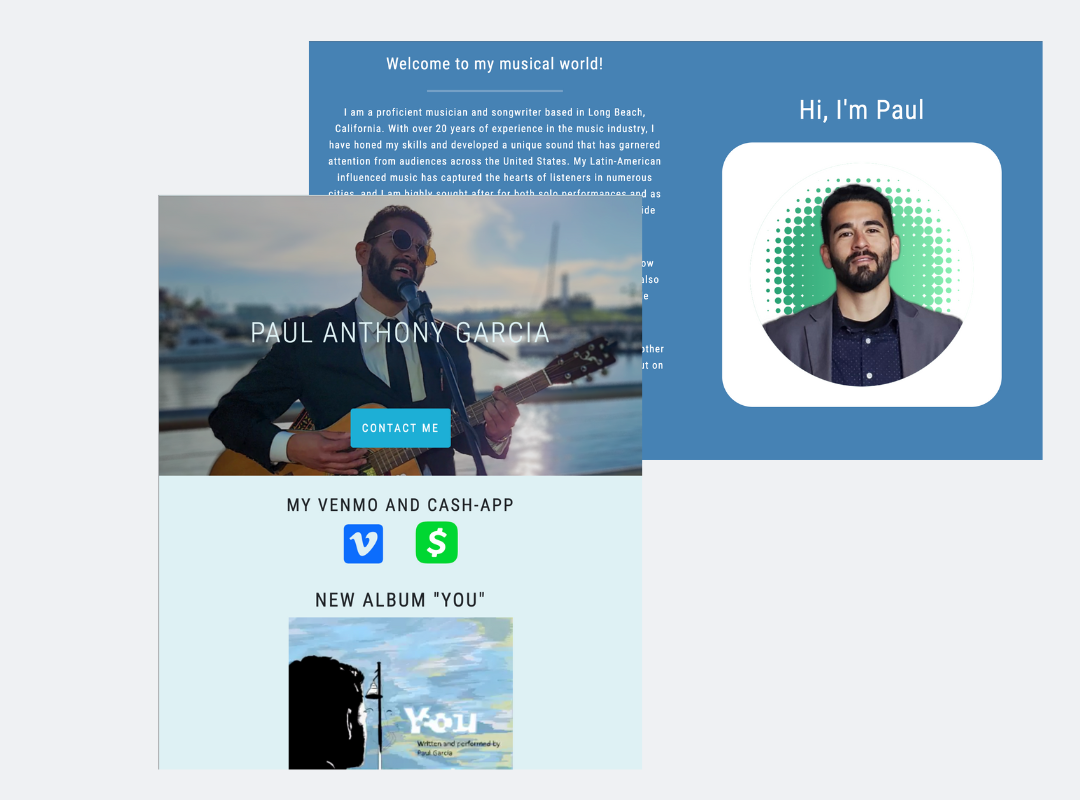 Welcome to my musical world!
I am a proficient musician and songwriter based in Long Beach,
California. With over 20 years of experience in the music industry, I
have honed my skills and developed a unique sound that has garnered
attention from audiences across the United States. My Latin-American
influenced music has captured the hearts of listeners in numerous
cities, and I am highly sought after for both solo performances and as
Hi, I'm Paul
PAUL ANTHONY GARCIA
CONTACT ME
MY VENMO AND CASH-APP
NEW ALBUM "YOU"
You
Written and performed by
Paul Garcia